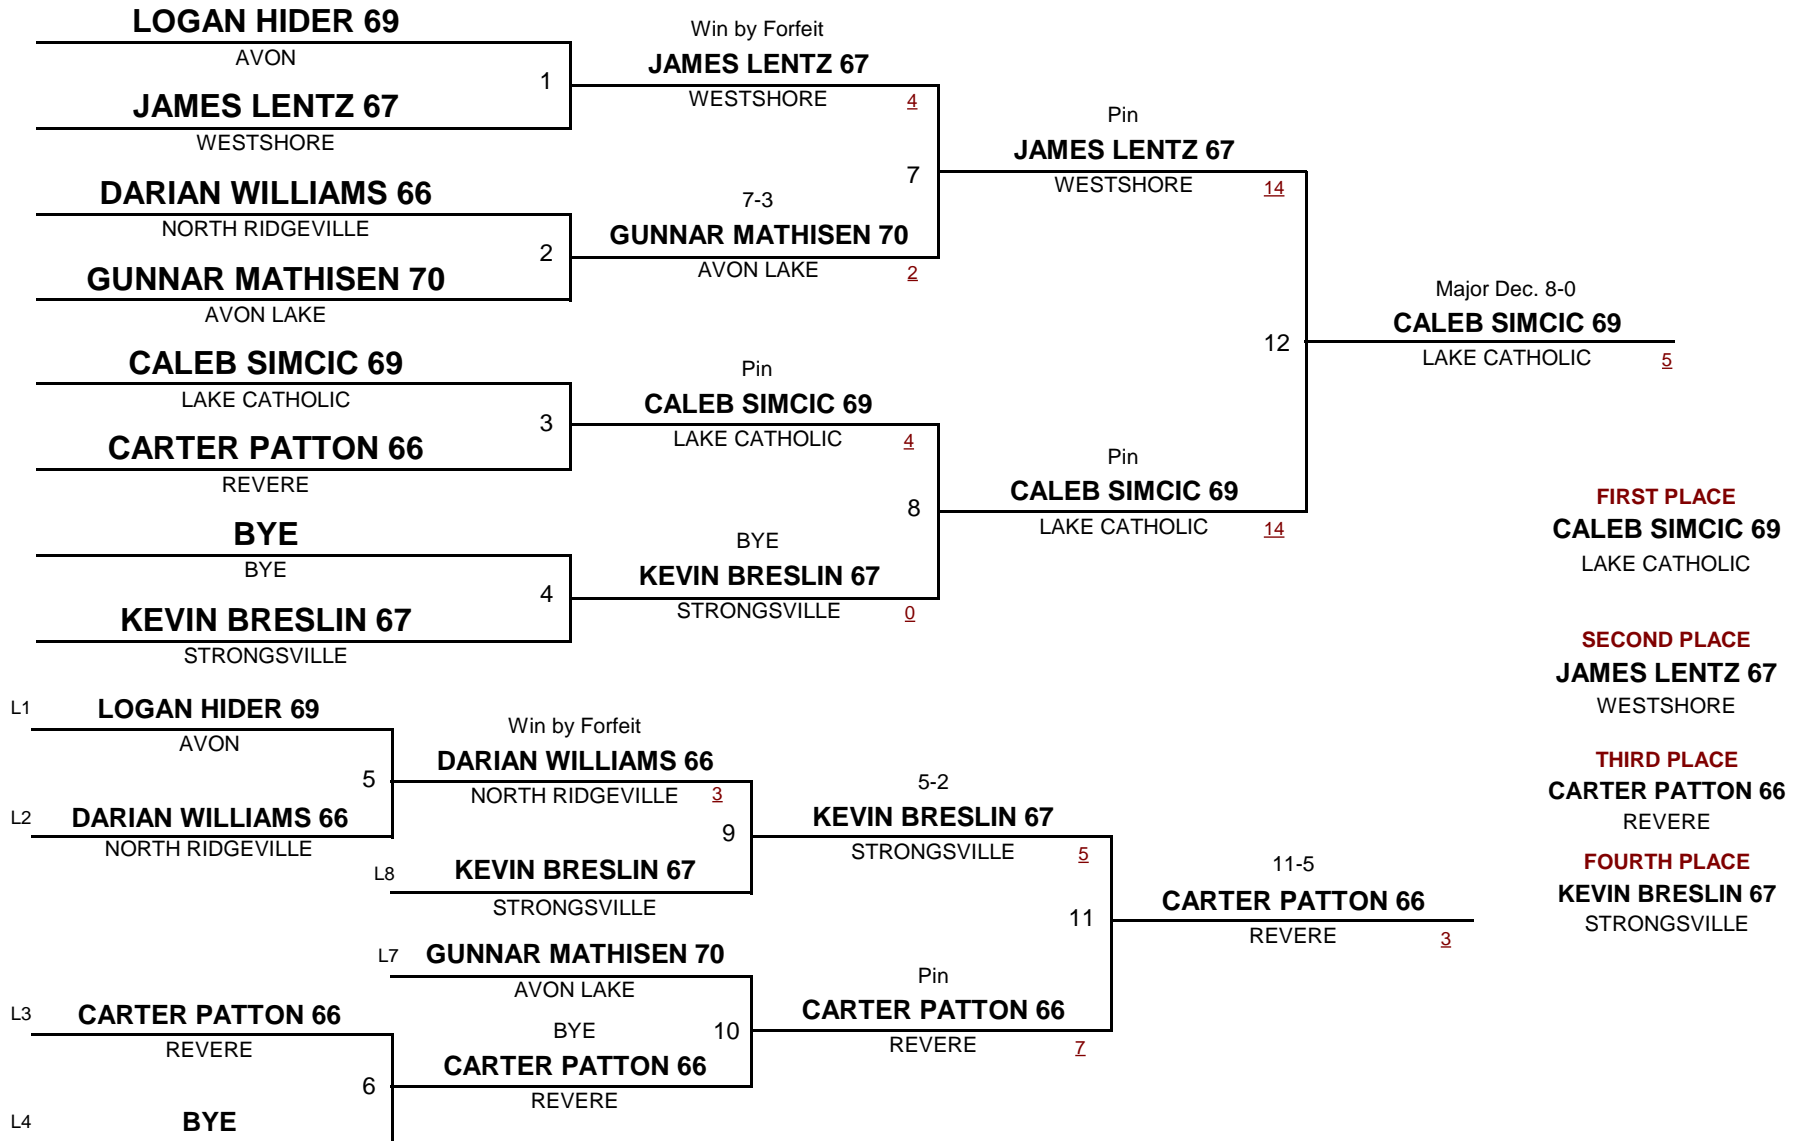 LOGAN HIDER 69
AVON
1
JAMES LENTZ 67
WESTSHORE
DARIAN WILLIAMS 66
NORTH RIDGEVILLE
2
GUNNAR MATHISEN 70
AVON LAKE
CALEB SIMCIC 69
LAKE CATHOLIC
3
CARTER PATTON 66
REVERE
BYE
BYE
4
KEVIN BRESLIN 67
STRONGSVILLE
Win by Forfeit
JAMES LENTZ 67
WESTSHORE 4
7
7-3
GUNNAR MATHISEN 70
AVON LAKE 2
Pin
CALEB SIMCIC 69
LAKE CATHOLIC 4
8
BYE
KEVIN BRESLIN 67
STRONGSVILLE 0
Pin
JAMES LENTZ 67
WESTSHORE 14
12
Pin
CALEB SIMCIC 69
LAKE CATHOLIC 14
Major Dec. 8-0
CALEB SIMCIC 69
LAKE CATHOLIC 5
FIRST PLACE
CALEB SIMCIC 69
LAKE CATHOLIC
SECOND PLACE
JAMES LENTZ 67
WESTSHORE
THIRD PLACE
CARTER PATTON 66
REVERE
FOURTH PLACE
KEVIN BRESLIN 67
STRONGSVILLE
L1 LOGAN HIDER 69
AVON
5
L2 DARIAN WILLIAMS 66
NORTH RIDGEVILLE
L3 CARTER PATTON 66
REVERE
6
L4 BYE
Win by Forfeit
DARIAN WILLIAMS 66
NORTH RIDGEVILLE 3
9
L8 KEVIN BRESLIN 67
STRONGSVILLE
L7 GUNNAR MATHISEN 70
AVON LAKE
10
BYE
CARTER PATTON 66
REVERE
5-2
KEVIN BRESLIN 67
STRONGSVILLE 5
11
Pin
CARTER PATTON 66
REVERE 7
11-5
CARTER PATTON 66
REVERE 3